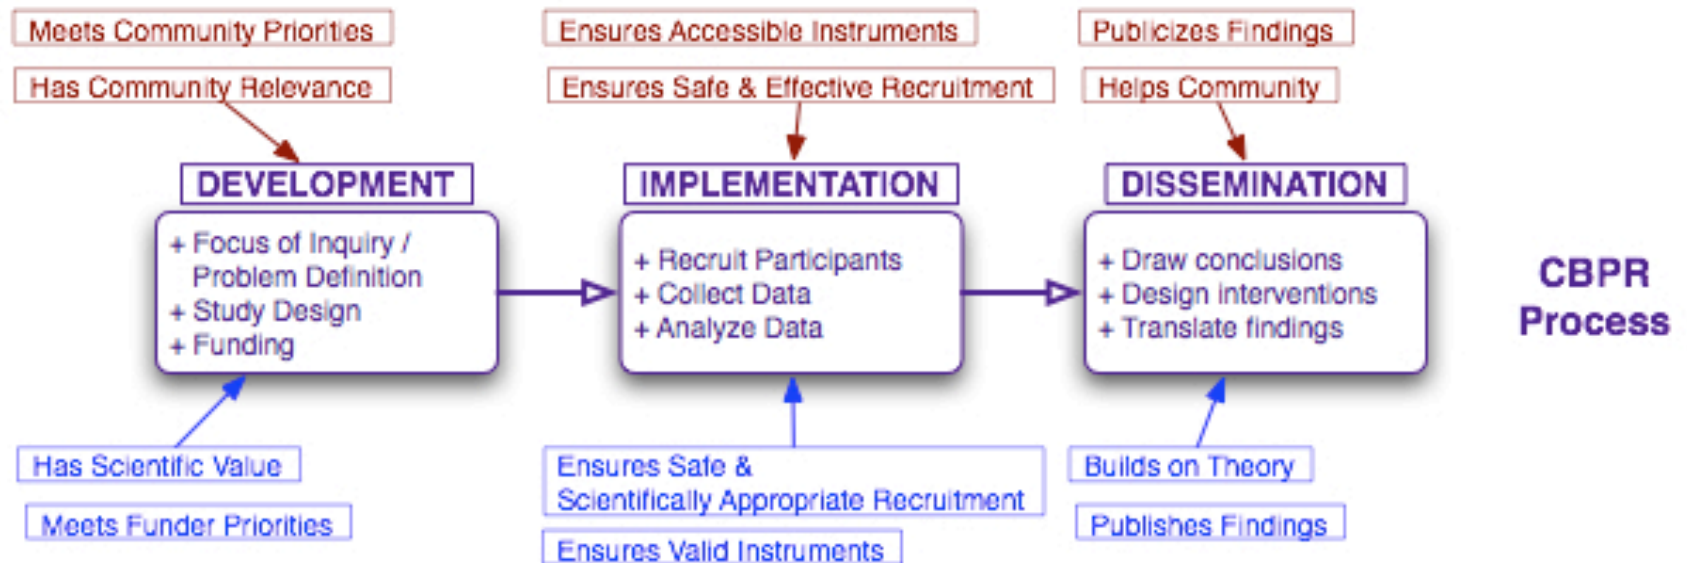 Meets Community Priorities
Ensures Accessible Instruments
Publicizes Findings
Has Community Relevance
Ensures Safe & Effective Recruitment
Helps Community
DEVELOPMENT
IMPLEMENTATION
DISSEMINATION
+ Focus of Inquiry /
Problem Definition
+ Study Design
+ Funding
+ Recruit Participants
+ Collect Data
+ Analyze Data
+ Draw conclusions
+ Design interventions
+ Translate findings
CBPR
Process
Has Scientific Value
Meets Funder Priorities
Ensures Safe &
Scientifically Appropriate Recruitment
Ensures Valid Instruments
Builds on Theory
Publishes Findings